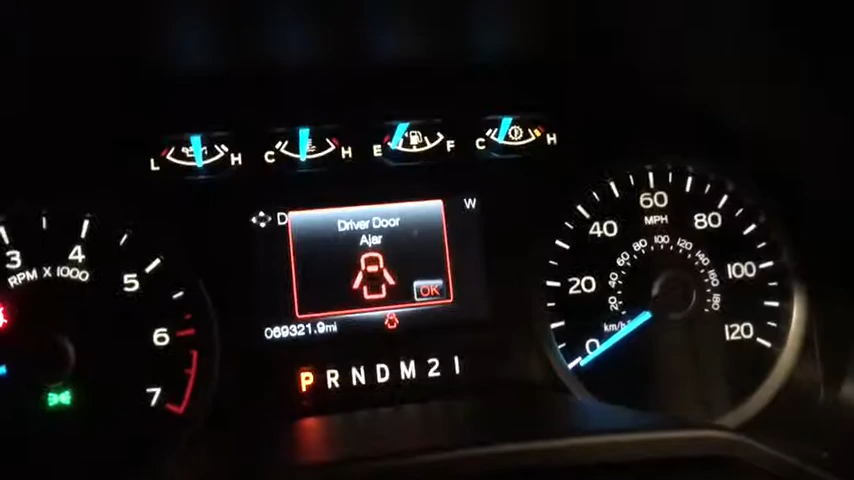 L H C H E F C H
D
W
Driver Door
Ajar
OK
069321.9mi
P R N D M 2 1
3 4 5 6 7
RPM X 1000
0 20 40 60 80 100 120
MPH
20 40 60 80 100 120 140 160 180
km/h